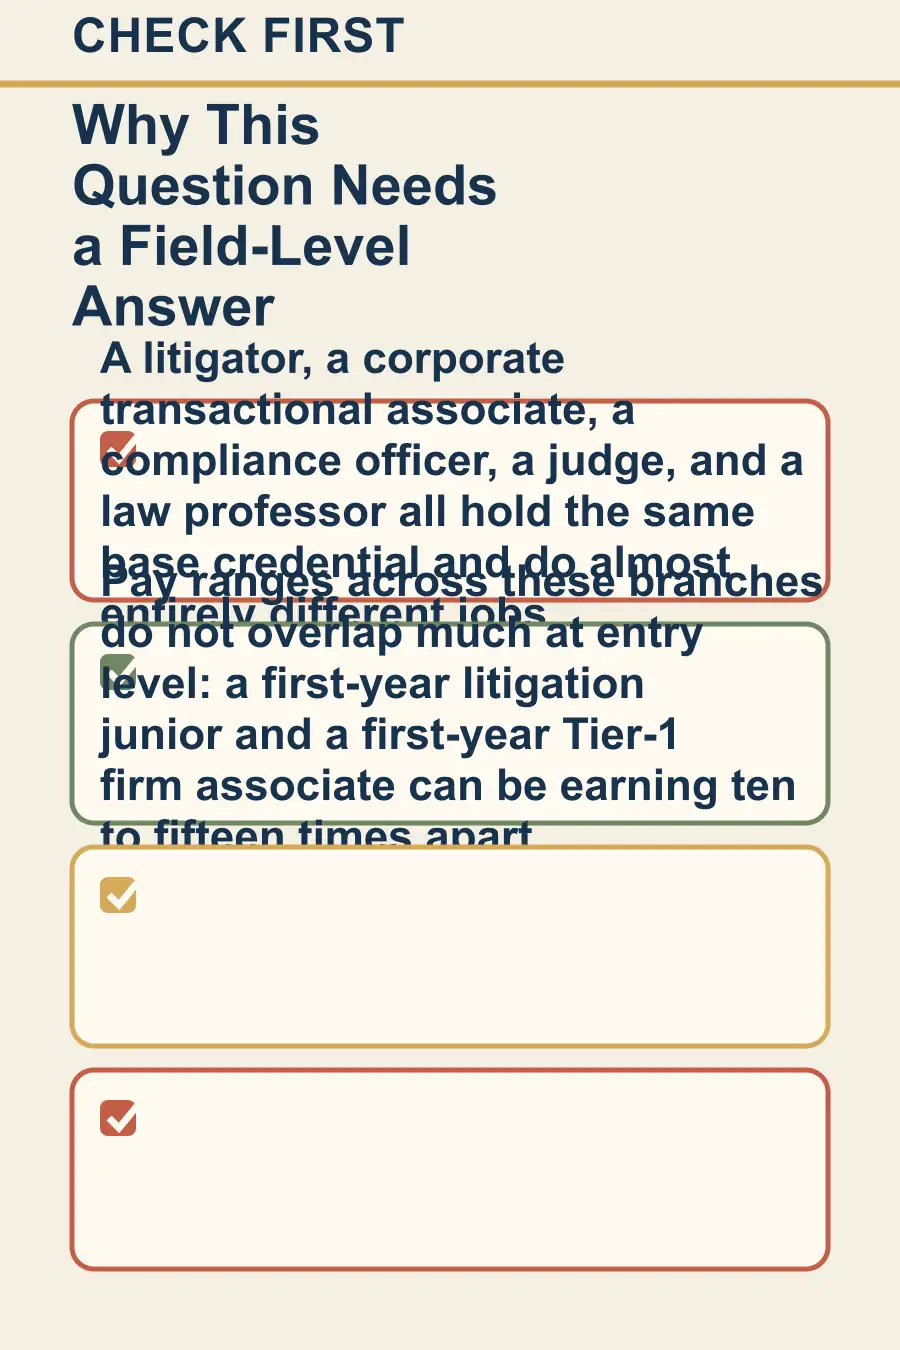 CHECK FIRST
Why This
Question Needs
a Field-Level
Answer
A litigator, a corporate
transactional associate, a
compliance officer, a judge, and a
law professor all hold the same
base credential and do almost
entirely different jobs
Pay ranges across these branches
do not overlap much at entry
level: a first-year litigation
junior and a first-year Tier-1
firm associate can be earning ten
to fifteen times apart